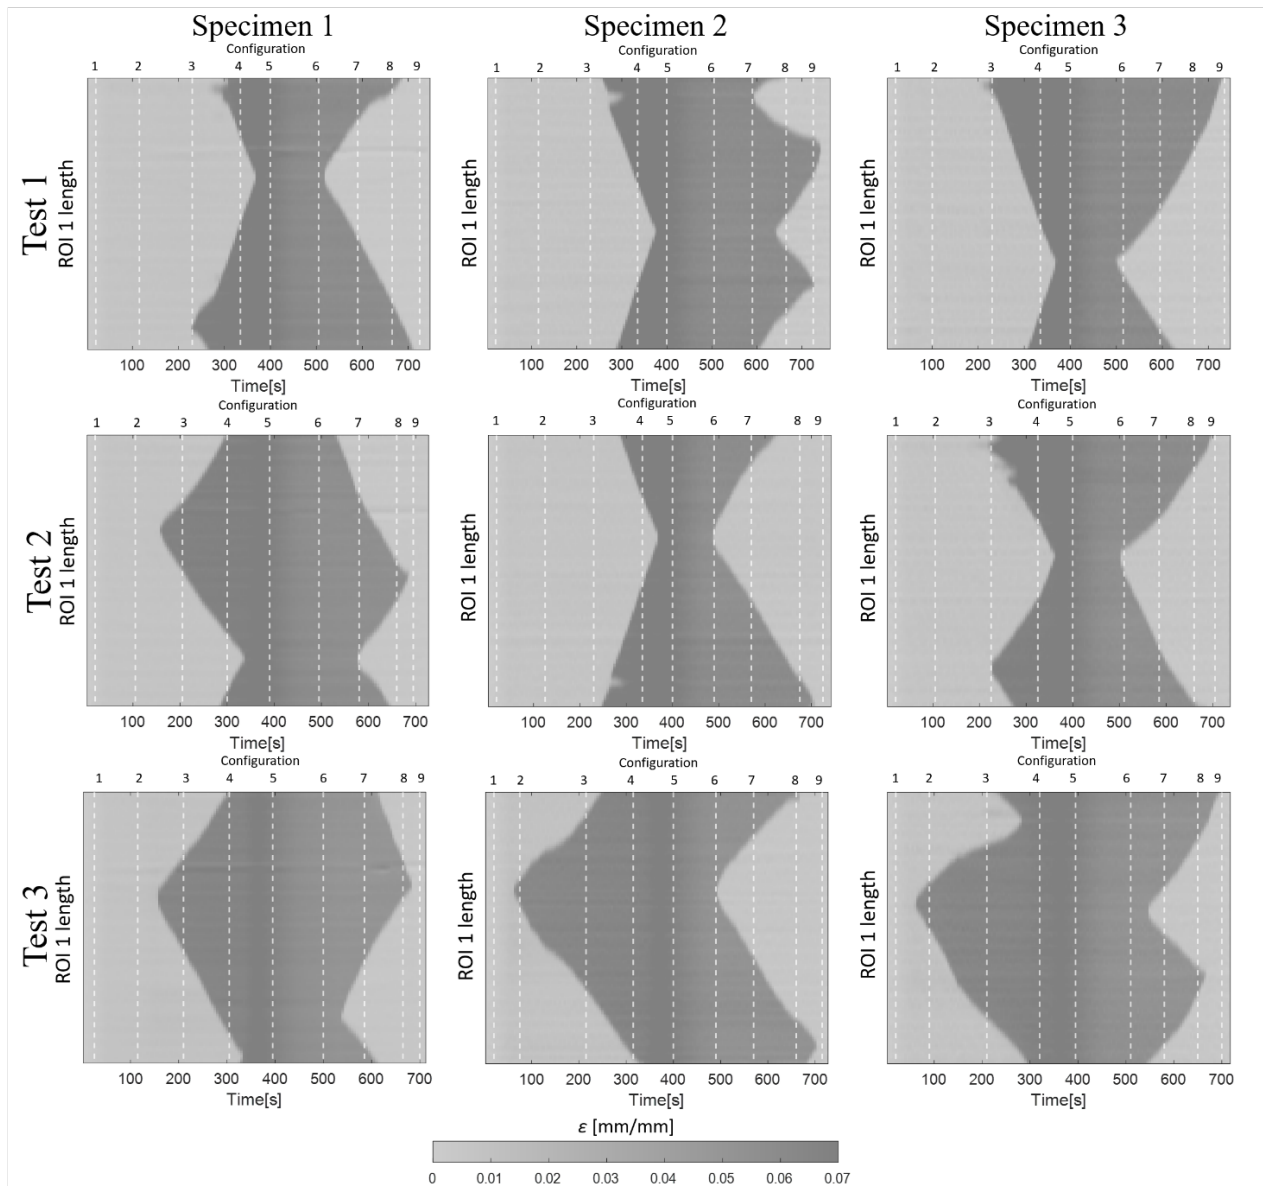 Specimen 1 Specimen 2 Specimen 3
Configuration Configuration Configuration
1 2 3 4 5 6 7 8 9 1 2 3 4 5 6 7 8 9 1 2 3 4 5 6 7 8 9
Test 1
ROI 1 length ROI 1 length ROI 1 length
100 200 300 400 500 600 700 100 200 300 400 500 600 700 100 200 300 400 500 600 700
Time[s] Time[s] Time[s]
Configuration Configuration Configuration
1 2 3 4 5 6 7 8 9 1 2 3 4 5 6 7 8 9 1 2 3 4 5 6 7 8 9
Test 2
ROI 1 length ROI 1 length ROI 1 length
100 200 300 400 500 600 700 100 200 300 400 500 600 700 100 200 300 400 500 600 700
Time[s] Time[s] Time[s]
Configuration Configuration Configuration
1 2 3 4 5 6 7 8 9 1 2 3 4 5 6 7 8 9 1 2 3 4 5 6 7 8 9
Test 3
ROI 1 length ROI 1 length ROI 1 length
100 200 300 400 500 600 700 100 200 300 400 500 600 700 100 200 300 400 500 600 700
Time[s] Time[s] Time[s]
ε [mm/mm]
0 0.01 0.02 0.03 0.04 0.05 0.06 0.07